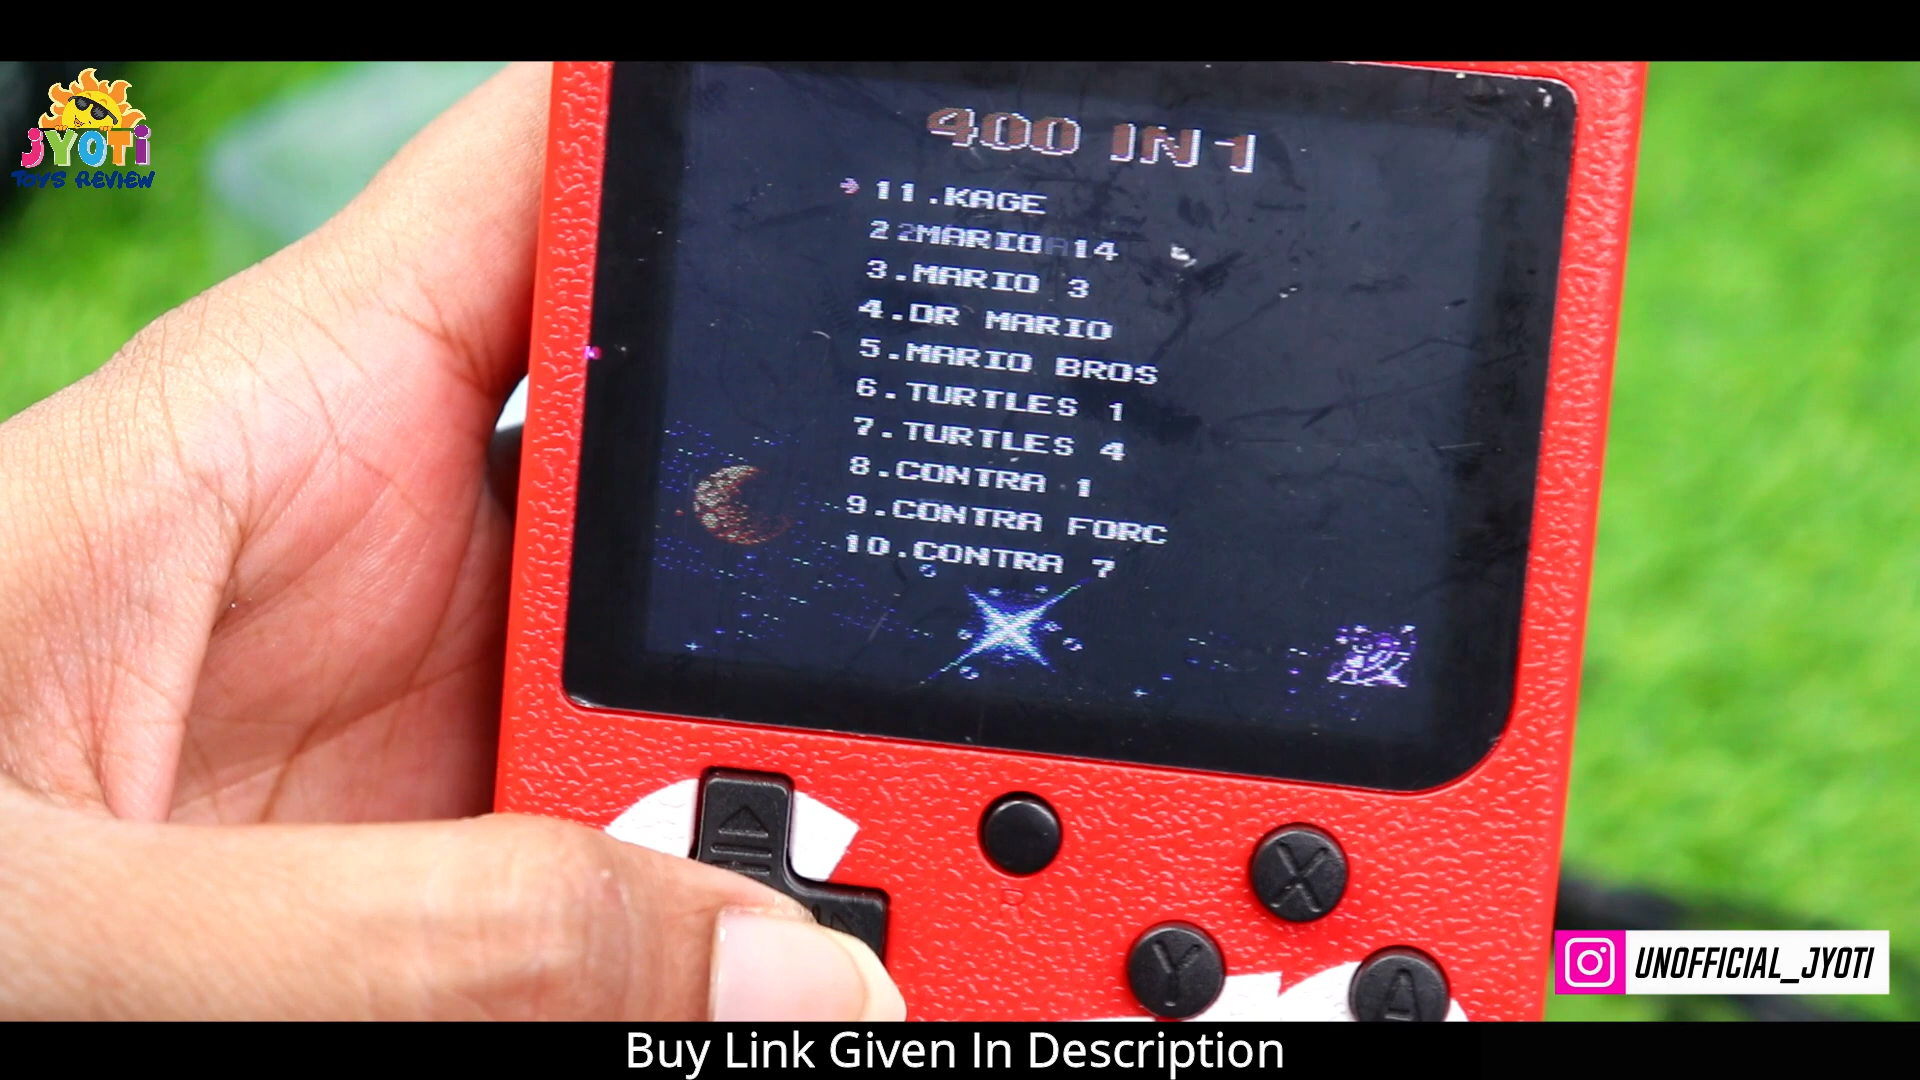 JYOTI
TOYS REVIEW
400 IN 1
11.KAGE
22MARIO 14
3.MARIO 3
4.DR MARIO
5.MARIO BROS
6.TURTLES 1
7.TURTLES 4
8.CONTRA 1
9.CONTRA FORC
10.CONTRA 7
R
X
Y
A
UNOFFICIAL_JYOTI
Buy Link Given In Description